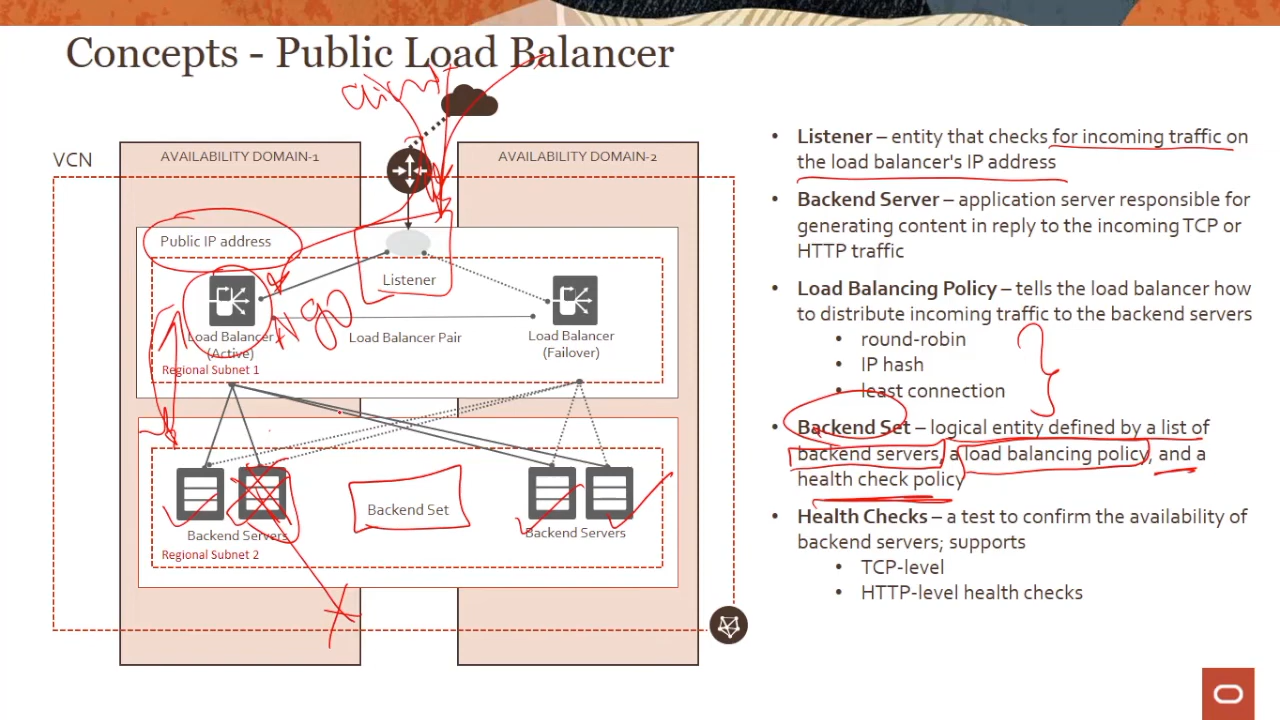 Concepts - Public Load Balancer
VCN
AVAILABILITY DOMAIN-1
AVAILABILITY DOMAIN-2
Public IP address
Listener
Load Balancer
(Active)
Load Balancer Pair
Load Balancer
(Failover)
Regional Subnet 1
Backend Servers
Backend Set
Backend Servers
Regional Subnet 2
• Listener – entity that checks for incoming traffic on
the load balancer's IP address
• Backend Server – application server responsible for
generating content in reply to the incoming TCP or
HTTP traffic
• Load Balancing Policy – tells the load balancer how
to distribute incoming traffic to the backend servers
• round-robin
• IP hash
• least connection
• Backend Set – logical entity defined by a list of
backend servers, a load balancing policy, and a
health check policy
• Health Checks – a test to confirm the availability of
backend servers; supports
• TCP-level
• HTTP-level health checks